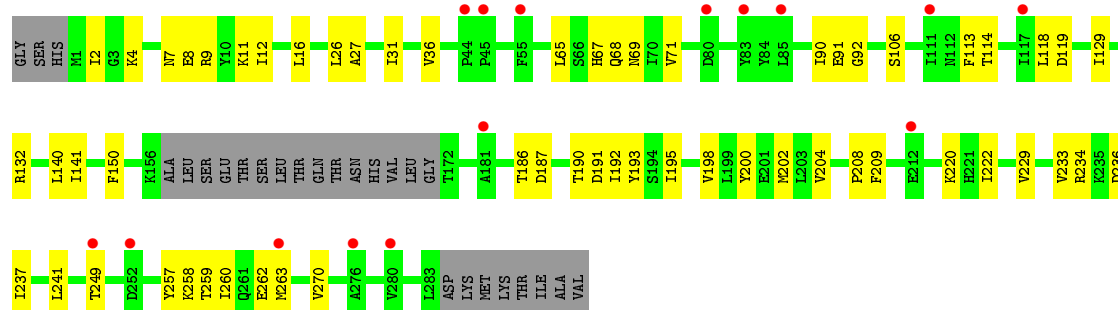 GLY SER HIS M1 I2 G3 K4 N7 E8 R9 Y10 K11 I12 L16 L26 A27 I31 V36 P44 P45 F55 L65 S66 H67 Q68 N69 I70 V71 D80 Y83 Y84 L85 I90 E91 G92 S106 I111 N112 F113 T114 I117 L118 D119 I129
R132 L140 I141 F150 K156 ALA LEU SER GLU THR SER LEU THR GLN THR ASN HIS VAL LEU GLY T172 A181 T186 D187 T190 D191 I192 Y193 S194 I195 V198 L199 Y200 E201 M202 L203 V204 P208 F209 E212 K220 H221 I222 V229 V233 R234 K235 D236
I237 L241 T249 D252 Y257 K258 T259 I260 Q261 E262 M263 V270 A276 V280 L283 ASP LYS MET LYS THR ILE ALA VAL